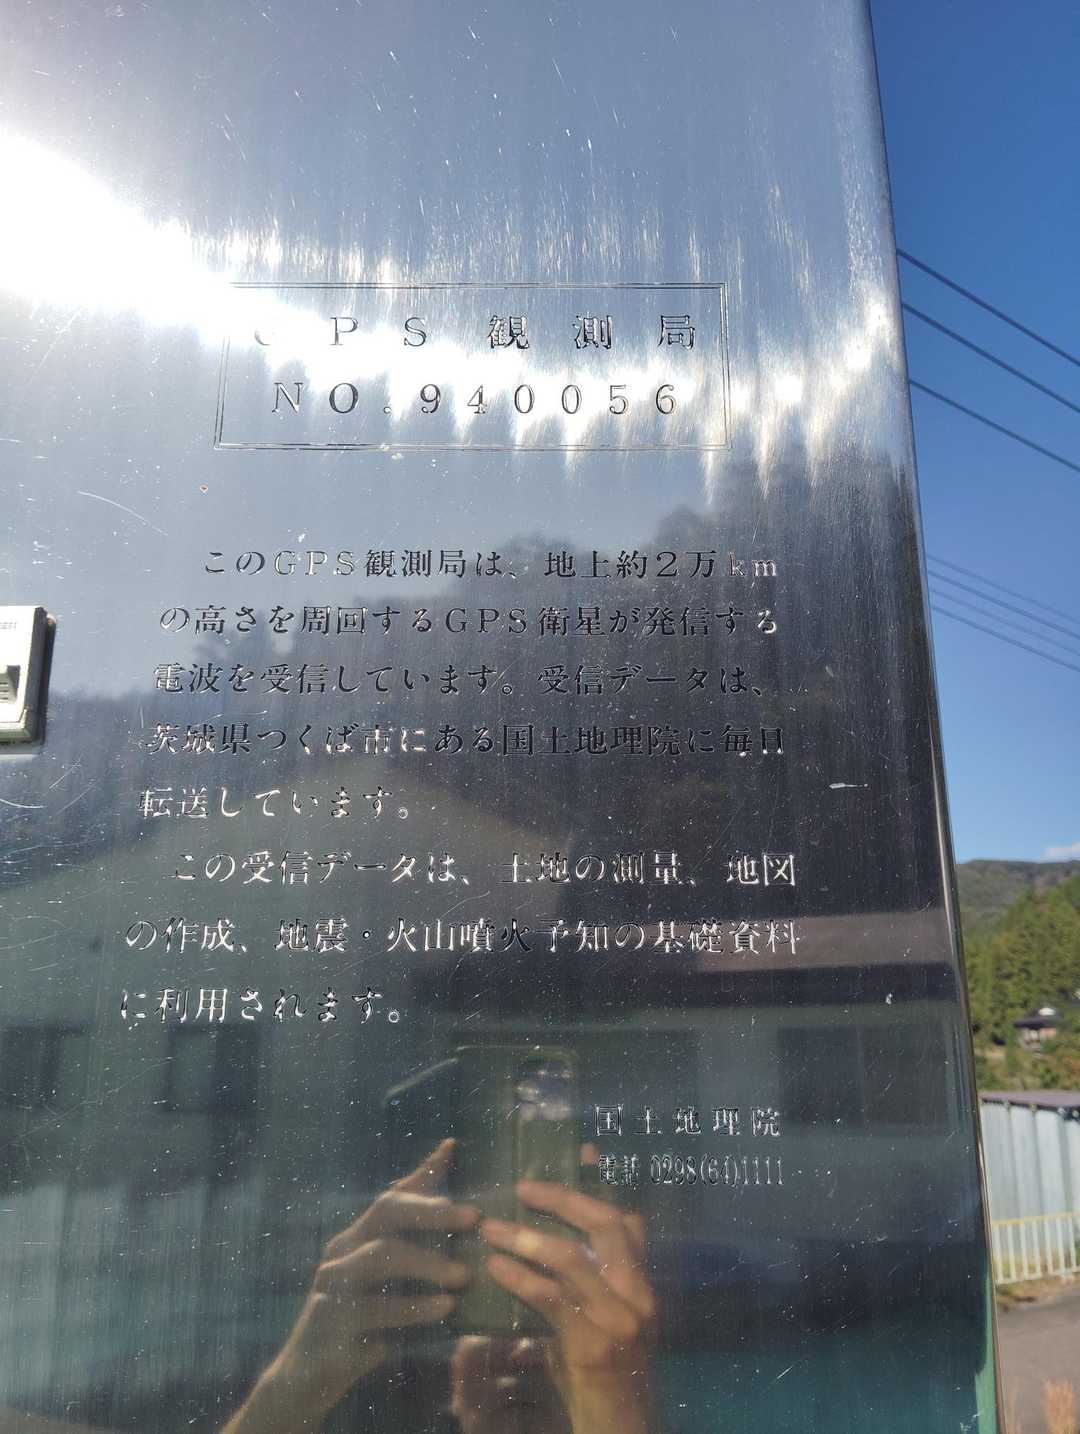 GPS観測局
NO.940056
このGPS観測局は、地上約2万km
の高さを周回するGPS衛星が発信する
電波を受信しています。受信データは、
茨城県つくば市にある国土地理院に毎日
転送しています。
この受信データは、土地の測量、地図
の作成、地震・火山噴火予知の基礎資料
に利用されます。
国土地理院
電話 0298(64)1111